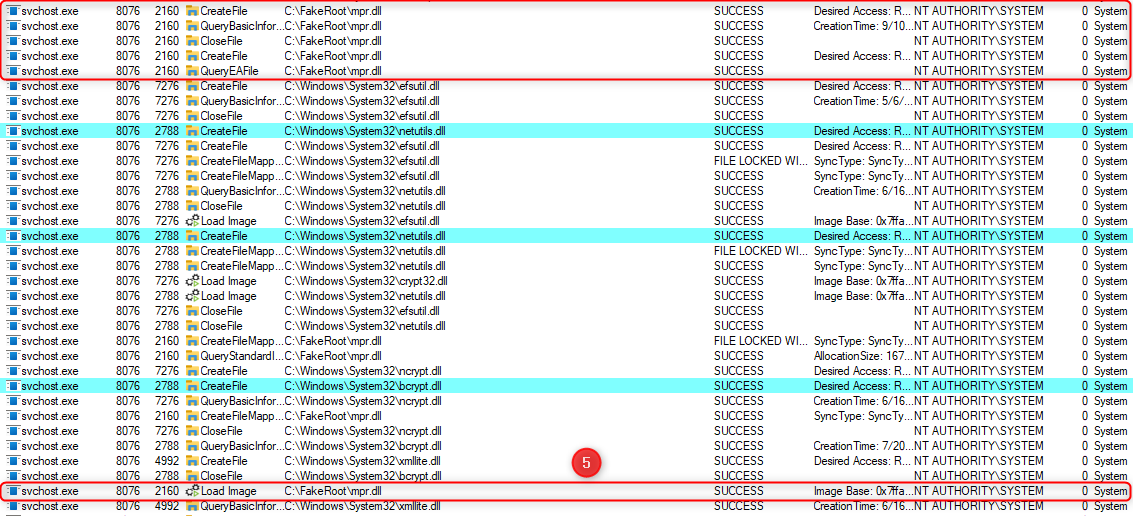 svchost.exe 8076 2160 CreateFile C:\FakeRoot\mpr.dll SUCCESS Desired Access: R... NT AUTHORITY\SYSTEM 0 System
svchost.exe 8076 2160 QueryBasicInfor... C:\FakeRoot\mpr.dll SUCCESS CreationTime: 9/10... NT AUTHORITY\SYSTEM 0 System
svchost.exe 8076 2160 CloseFile C:\FakeRoot\mpr.dll SUCCESS NT AUTHORITY\SYSTEM 0 System
svchost.exe 8076 2160 CreateFile C:\FakeRoot\mpr.dll SUCCESS Desired Access: R... NT AUTHORITY\SYSTEM 0 System
svchost.exe 8076 2160 QueryEAFile C:\FakeRoot\mpr.dll SUCCESS NT AUTHORITY\SYSTEM 0 System
svchost.exe 8076 7276 CreateFile C:\Windows\System32\efsutil.dll SUCCESS Desired Access: R... NT AUTHORITY\SYSTEM 0 System
svchost.exe 8076 7276 QueryBasicInfor... C:\Windows\System32\efsutil.dll SUCCESS CreationTime: 5/6/... NT AUTHORITY\SYSTEM 0 System
svchost.exe 8076 7276 CloseFile C:\Windows\System32\efsutil.dll SUCCESS NT AUTHORITY\SYSTEM 0 System
svchost.exe 8076 2788 CreateFile C:\Windows\System32\netutils.dll SUCCESS Desired Access: R... NT AUTHORITY\SYSTEM 0 System
svchost.exe 8076 7276 CreateFile C:\Windows\System32\efsutil.dll SUCCESS Desired Access: R... NT AUTHORITY\SYSTEM 0 System
svchost.exe 8076 7276 CreateFileMapp... C:\Windows\System32\efsutil.dll FILE LOCKED WI... SyncType: SyncTy... NT AUTHORITY\SYSTEM 0 System
svchost.exe 8076 7276 CreateFileMapp... C:\Windows\System32\efsutil.dll SUCCESS SyncType: SyncTy... NT AUTHORITY\SYSTEM 0 System
svchost.exe 8076 2788 QueryBasicInfor... C:\Windows\System32\netutils.dll SUCCESS CreationTime: 6/16... NT AUTHORITY\SYSTEM 0 System
svchost.exe 8076 2788 CloseFile C:\Windows\System32\netutils.dll SUCCESS NT AUTHORITY\SYSTEM 0 System
svchost.exe 8076 7276 Load Image C:\Windows\System32\efsutil.dll SUCCESS Image Base: 0x7ffa... NT AUTHORITY\SYSTEM 0 System
svchost.exe 8076 2788 CreateFile C:\Windows\System32\netutils.dll SUCCESS Desired Access: R... NT AUTHORITY\SYSTEM 0 System
svchost.exe 8076 2788 CreateFileMapp... C:\Windows\System32\netutils.dll FILE LOCKED WI... SyncType: SyncTy... NT AUTHORITY\SYSTEM 0 System
svchost.exe 8076 2788 CreateFileMapp... C:\Windows\System32\netutils.dll SUCCESS SyncType: SyncTy... NT AUTHORITY\SYSTEM 0 System
svchost.exe 8076 7276 Load Image C:\Windows\System32\crypt32.dll SUCCESS Image Base: 0x7ffa... NT AUTHORITY\SYSTEM 0 System
svchost.exe 8076 2788 Load Image C:\Windows\System32\netutils.dll SUCCESS Image Base: 0x7ffa... NT AUTHORITY\SYSTEM 0 System
svchost.exe 8076 7276 CloseFile C:\Windows\System32\efsutil.dll SUCCESS NT AUTHORITY\SYSTEM 0 System
svchost.exe 8076 2788 CloseFile C:\Windows\System32\netutils.dll SUCCESS NT AUTHORITY\SYSTEM 0 System
svchost.exe 8076 2160 CreateFileMapp... C:\FakeRoot\mpr.dll FILE LOCKED WI... SyncType: SyncTy... NT AUTHORITY\SYSTEM 0 System
svchost.exe 8076 2160 QueryStandardI... C:\FakeRoot\mpr.dll SUCCESS AllocationSize: 167... NT AUTHORITY\SYSTEM 0 System
svchost.exe 8076 7276 CreateFile C:\Windows\System32\ncrypt.dll SUCCESS Desired Access: R... NT AUTHORITY\SYSTEM 0 System
svchost.exe 8076 2788 CreateFile C:\Windows\System32\bcrypt.dll SUCCESS Desired Access: R... NT AUTHORITY\SYSTEM 0 System
svchost.exe 8076 7276 QueryBasicInfor... C:\Windows\System32\ncrypt.dll SUCCESS CreationTime: 6/16... NT AUTHORITY\SYSTEM 0 System
svchost.exe 8076 2160 CreateFileMapp... C:\FakeRoot\mpr.dll SUCCESS SyncType: SyncTy... NT AUTHORITY\SYSTEM 0 System
svchost.exe 8076 7276 CloseFile C:\Windows\System32\ncrypt.dll SUCCESS NT AUTHORITY\SYSTEM 0 System
svchost.exe 8076 2788 QueryBasicInfor... C:\Windows\System32\bcrypt.dll SUCCESS CreationTime: 7/20... NT AUTHORITY\SYSTEM 0 System
svchost.exe 8076 4992 CreateFile C:\Windows\System32\xmllite.dll SUCCESS Desired Access: R... NT AUTHORITY\SYSTEM 0 System
5
svchost.exe 8076 2788 CloseFile C:\Windows\System32\bcrypt.dll SUCCESS NT AUTHORITY\SYSTEM 0 System
svchost.exe 8076 2160 Load Image C:\FakeRoot\mpr.dll SUCCESS Image Base: 0x7ffa... NT AUTHORITY\SYSTEM 0 System
svchost.exe 8076 4992 QueryBasicInfor... C:\Windows\System32\xmllite.dll SUCCESS CreationTime: 6/16... NT AUTHORITY\SYSTEM 0 System